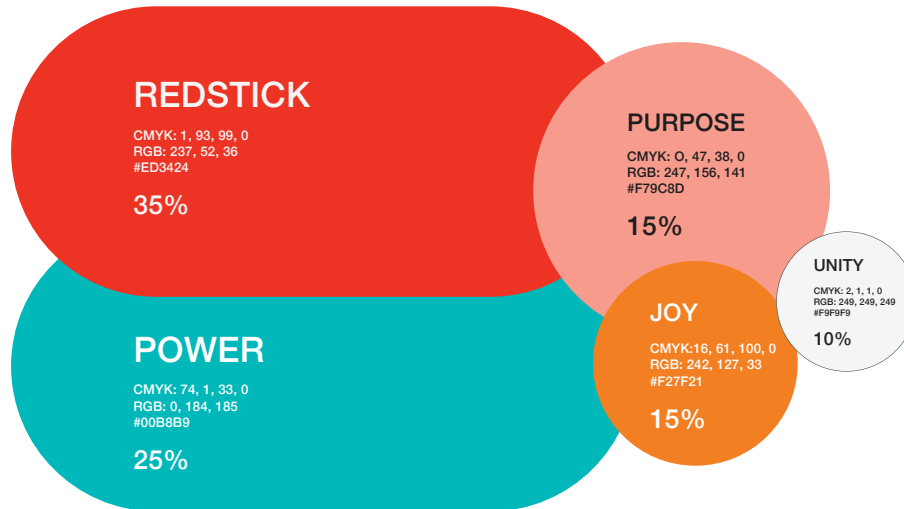 REDSTICK
CMYK: 1, 93, 99, 0
RGB: 237, 52, 36
#ED3424
35%
PURPOSE
CMYK: O, 47, 38, 0
RGB: 247, 156, 141
#F79C8D
15%
UNITY
CMYK: 2, 1, 1, 0
RGB: 249, 249, 249
#F9F9F9
10%
POWER
CMYK: 74, 1, 33, 0
RGB: 0, 184, 185
#00B8B9
25%
JOY
CMYK:16, 61, 100, 0
RGB: 242, 127, 33
#F27F21
15%